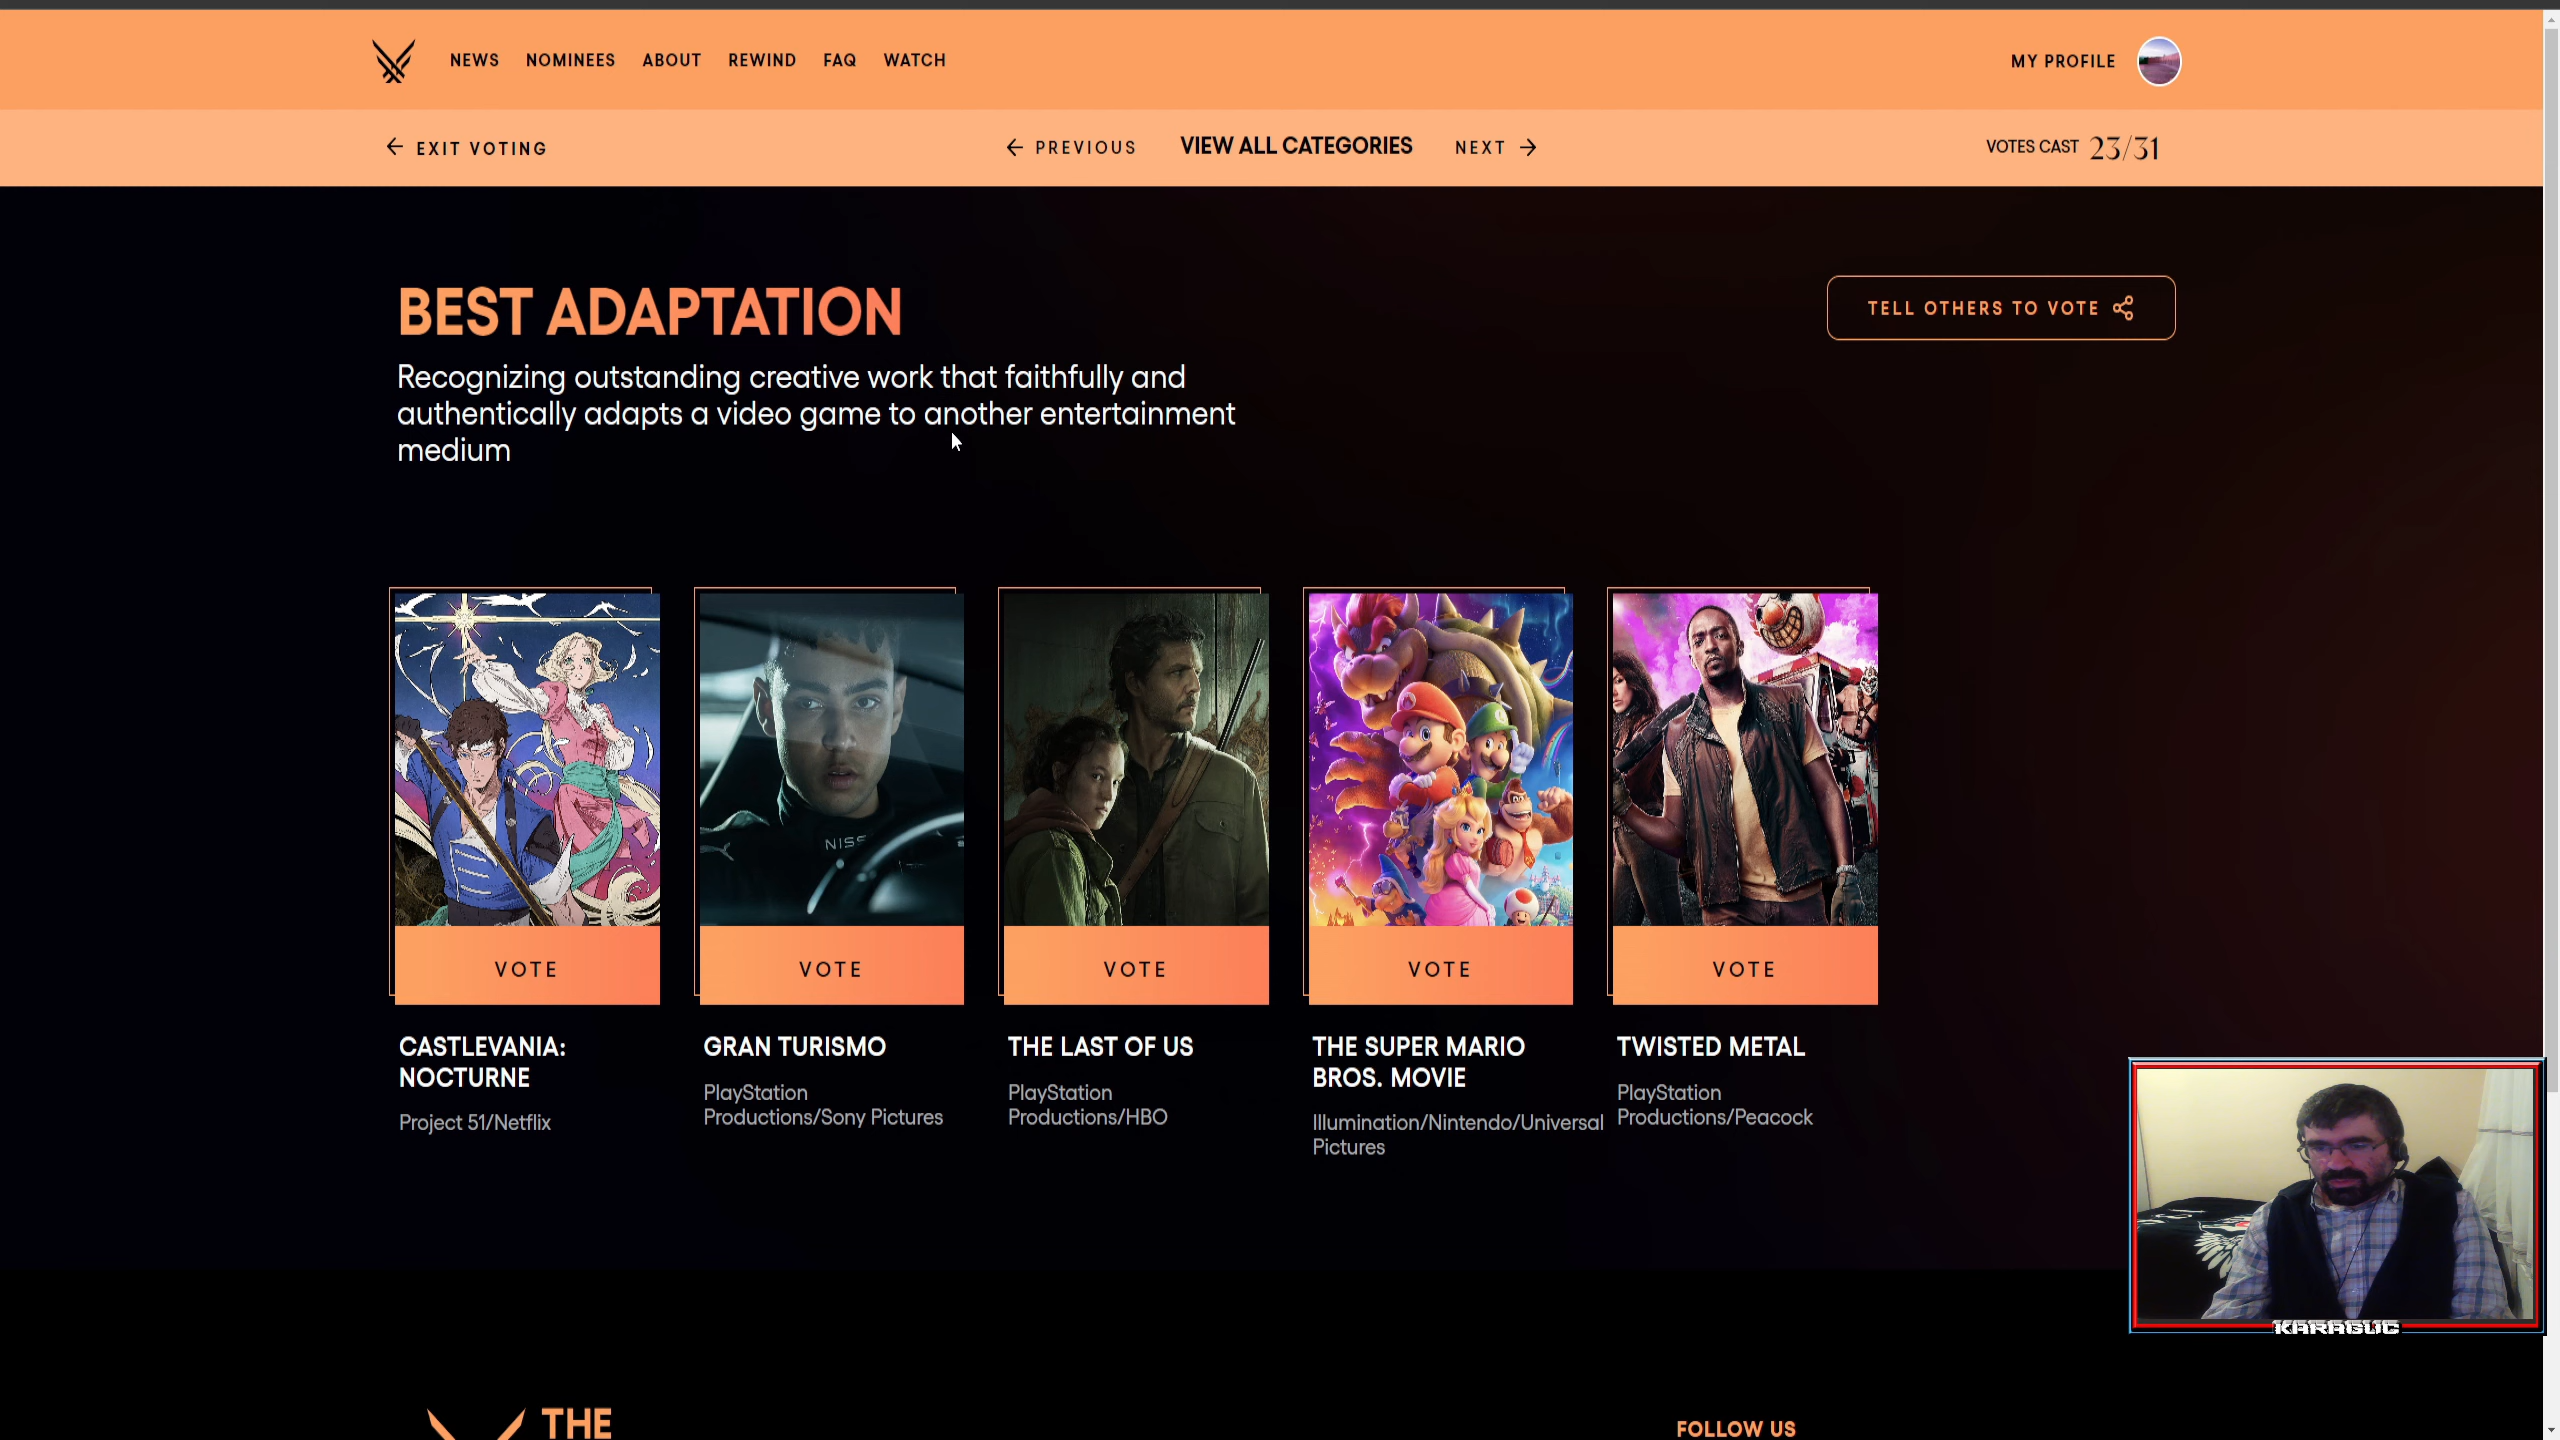 NEWS NOMINEES ABOUT REWIND FAQ WATCH MY PROFILE
EXIT VOTING PREVIOUS VIEW ALL CATEGORIES NEXT VOTES CAST 23/31
BEST ADAPTATION
TELL OTHERS TO VOTE
Recognizing outstanding creative work that faithfully and
authentically adapts a video game to another entertainment
medium
NISS
VOTE VOTE VOTE VOTE VOTE
CASTLEVANIA:
NOCTURNE
Project 51/Netflix
GRAN TURISMO
PlayStation
Productions/Sony Pictures
THE LAST OF US
PlayStation
Productions/HBO
THE SUPER MARIO
BROS. MOVIE
Illumination/Nintendo/Universal
Pictures
TWISTED METAL
PlayStation
Productions/Peacock
KARAGUC
THE
FOLLOW US